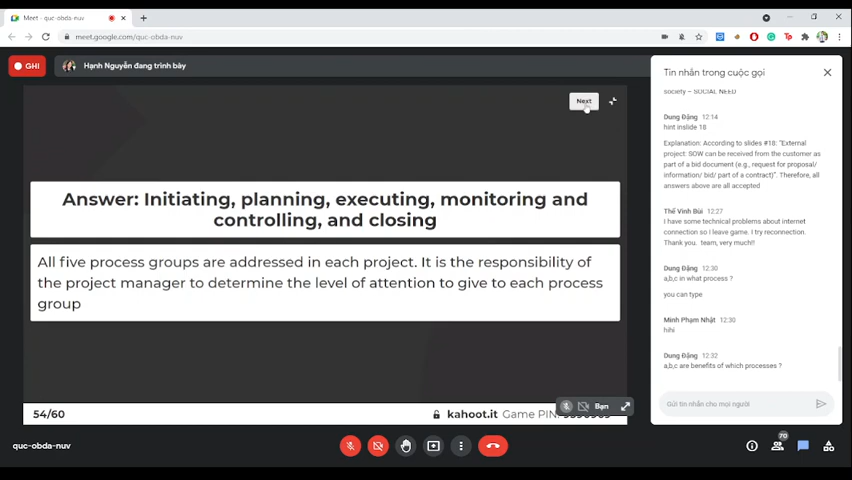 Meet - quc-obda-nuv
meet.google.com/quc-obda-nuv
GHI
Hạnh Nguyễn đang trình bày
Next
Answer: Initiating, planning, executing, monitoring and
controlling, and closing
All five process groups are addressed in each project. It is the responsibility of
the project manager to determine the level of attention to give to each process
group
54/60
kahoot.it Game PIN:
Bạn
quc-obda-nuv
Tin nhắn trong cuộc gọi
society – SOCIAL NEED
Dung Đặng 12:14
hint inslide 18
Explanation: According to slides #18: "External
project: SOW can be received from the customer as
part of a bid document (e.g., request for proposal/
information/ bid/ part of a contract)". Therefore, all
answers above are all accepted
Thế Vinh Bùi 12:27
I have some technical problems about internet
connection so i leave game. I try reconnection.
Thank you. team, very much!!
Dung Đặng 12:30
a,b,c in what process ?
you can type
Minh Phạm Nhật 12:30
hihi
Dung Đặng 12:32
a,b,c are benefits of which processes ?
Gửi tin nhắn cho mọi người
70